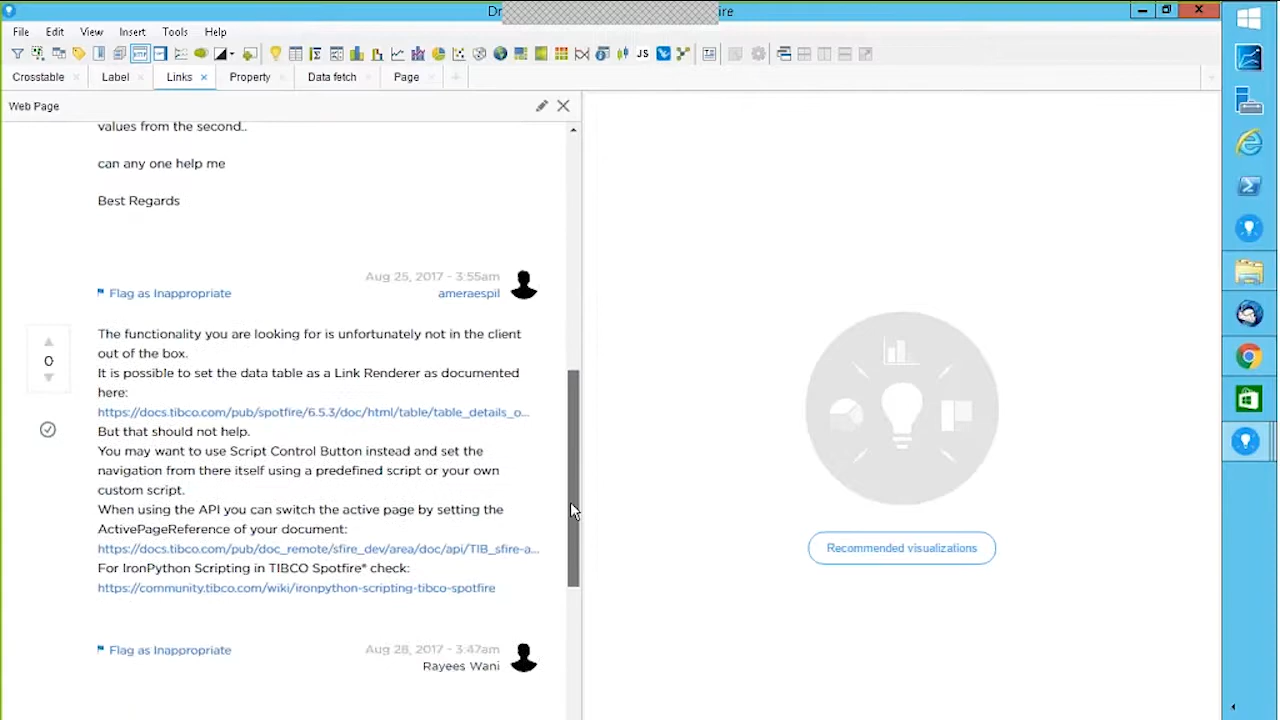 Dr ire
File Edit View Insert Tools Help
JS
Crosstable Label Links Property Data fetch Page
Web Page
values from the second..
can any one help me
Best Regards
Aug 25, 2017 - 3:55am
Flag as Inappropriate ameraespil
The functionality you are looking for is unfortunately not in the client
out of the box.
It is possible to set the data table as a Link Renderer as documented
here:
0
https://docs.tibco.com/pub/spotfire/6.5.3/doc/html/table/table_details_o...
But that should not help.
You may want to use Script Control Button instead and set the
navigation from there itself using a predefined script or your own
custom script.
When using the API you can switch the active page by setting the
ActivePageReference of your document:
https://docs.tibco.com/pub/doc_remote/sfire_dev/area/doc/api/TIB_sfire-a...
For IronPython Scripting in TIBCO Spotfire® check:
https://community.tibco.com/wiki/ironpython-scripting-tibco-spotfire
Recommended visualizations
Aug 28, 2017 - 3:47am
Flag as Inappropriate
Rayees Wani